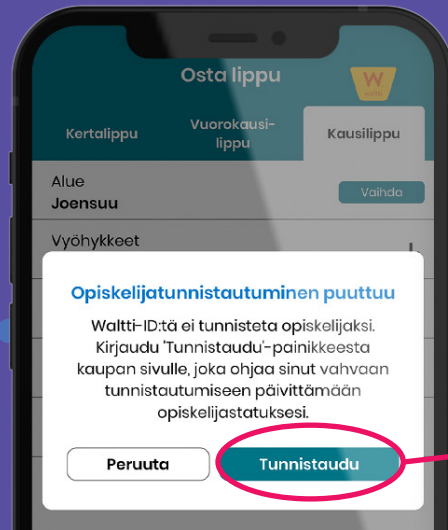 Osta lippu
W
waltti
Kertalippu
Vuorokausi-
lippu
Kausilippu
Alue
Joensuu
Vaihda
Vyöhykkeet
Opiskelijatunnistautuminen puuttuu
Waltti-ID:tä ei tunnisteta opiskelijaksi.
Kirjaudu 'Tunnistaudu'-painikkeesta
kaupan sivulle, joka ohjaa sinut vahvaan
tunnistautumiseen päivittämään
opiskelijastatuksesi.
Peruuta
Tunnistaudu